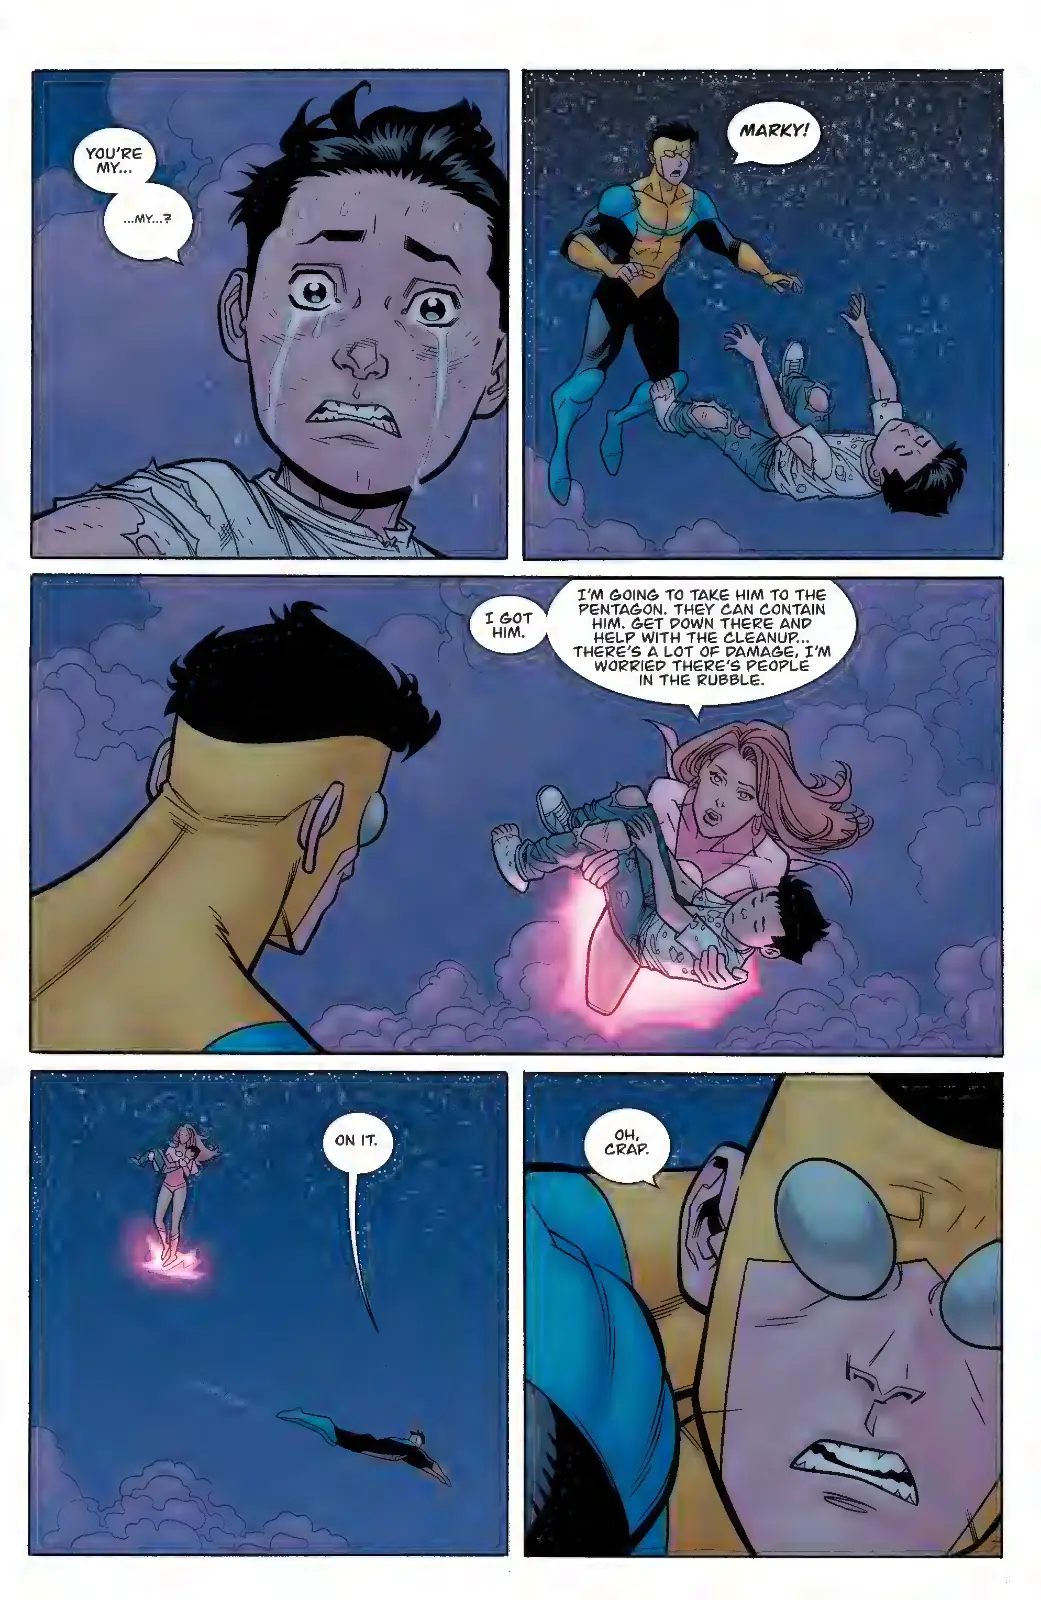 YOU'RE
MY...
...MY...?
MARKY!
I GOT
HIM.
I'M GOING TO TAKE HIM TO THE
PENTAGON. THEY CAN CONTAIN
HIM. GET DOWN THERE AND
HELP WITH THE CLEANUP...
THERE'S A LOT OF DAMAGE, I'M
WORRIED THERE'S PEOPLE
IN THE RUBBLE.
ON IT.
OH,
CRAP.